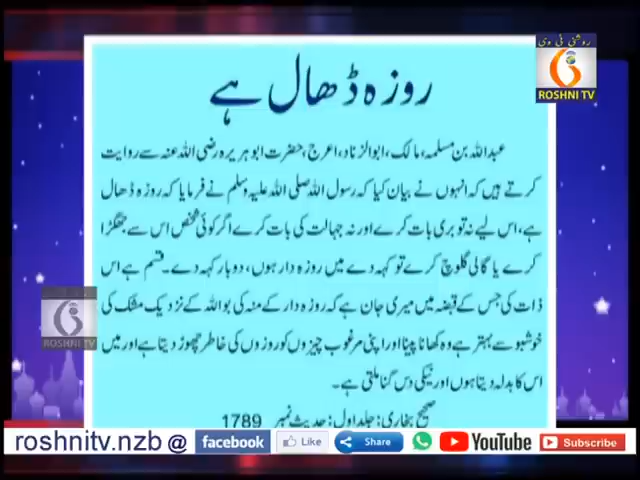 روشنی ٹی وی
ROSHNI TV
روزہ ڈھال ہے
عبداللہ بن مسلمہ، مالک، ابوالزناد، اعرج، حضرت ابوہریرہ رضی اللہ عنہ سے روایت
کرتے ہیں کہ انہوں نے بیان کیا کہ رسول اللہ صلی اللہ علیہ وسلم نے فرمایا کہ روزہ ڈھال
ہے، اس لیے نہ تو بری بات کرے اور نہ جہالت کی بات کرے اگر کوئی شخص اس سے جھگڑا
کرے یا گالی گلوچ کرے تو کہہ دے میں روزہ دار ہوں، دو بار کہہ دے۔ قسم ہے اس
ذات کی جس کے قبضہ میں میری جان ہے کہ روزہ دار کے منہ کی بو اللہ کے نزدیک مشک کی
خوشبو سے بہتر ہے وہ کھانا پینا اور اپنی مرغوب چیزوں کو روزوں کی خاطر چھوڑ دیتا ہے اور میں
اس کا بدلہ دیتا ہوں اور نیکی دس گنا ملتی ہے۔
صحیح بخاری: جلد اول: حدیث نمبر 1789
ROSHNI TV
roshnitv.nzb @ facebook Like Share YouTube Subscribe